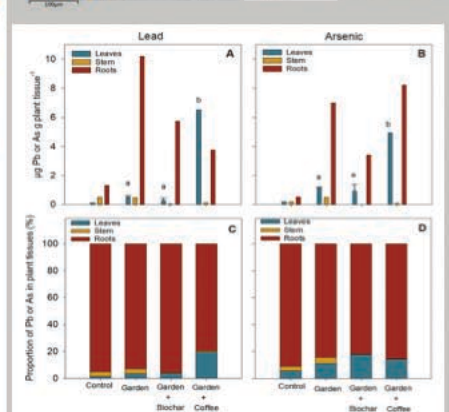 100µm
Lead
Arsenic
µg Pb or As g plant tissue⁻¹
10
8
6
4
2
0
Leaves
Stem
Roots
A
a
a
b
Leaves
Stem
Roots
B
a
a
b
Proportion of Pb or As in plant tissues (%)
100
80
60
40
20
0
Leaves
Stem
Roots
C
Leaves
Stem
Roots
D
Control
Garden
Garden + Biochar
Garden + Coffee
Control
Garden
Garden + Biochar
Garden + Coffee